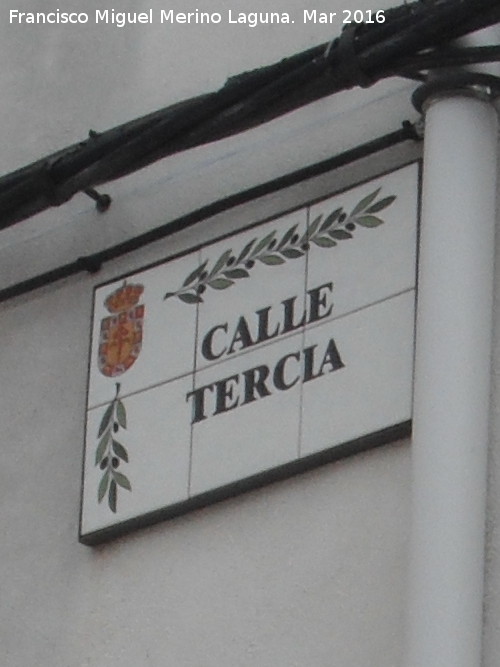 Francisco Miguel Merino Laguna. Mar 2016
CALLE
TERCIA